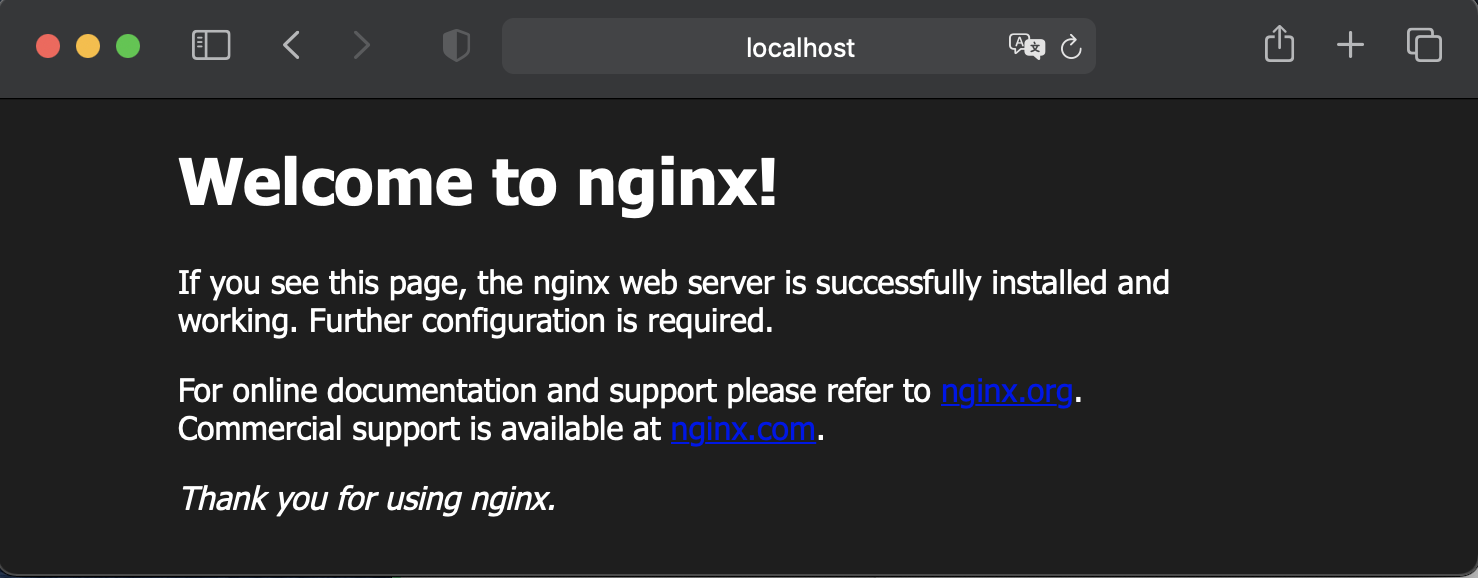 localhost
Welcome to nginx!
If you see this page, the nginx web server is successfully installed and
working. Further configuration is required.
For online documentation and support please refer to nginx.org.
Commercial support is available at nginx.com.
Thank you for using nginx.